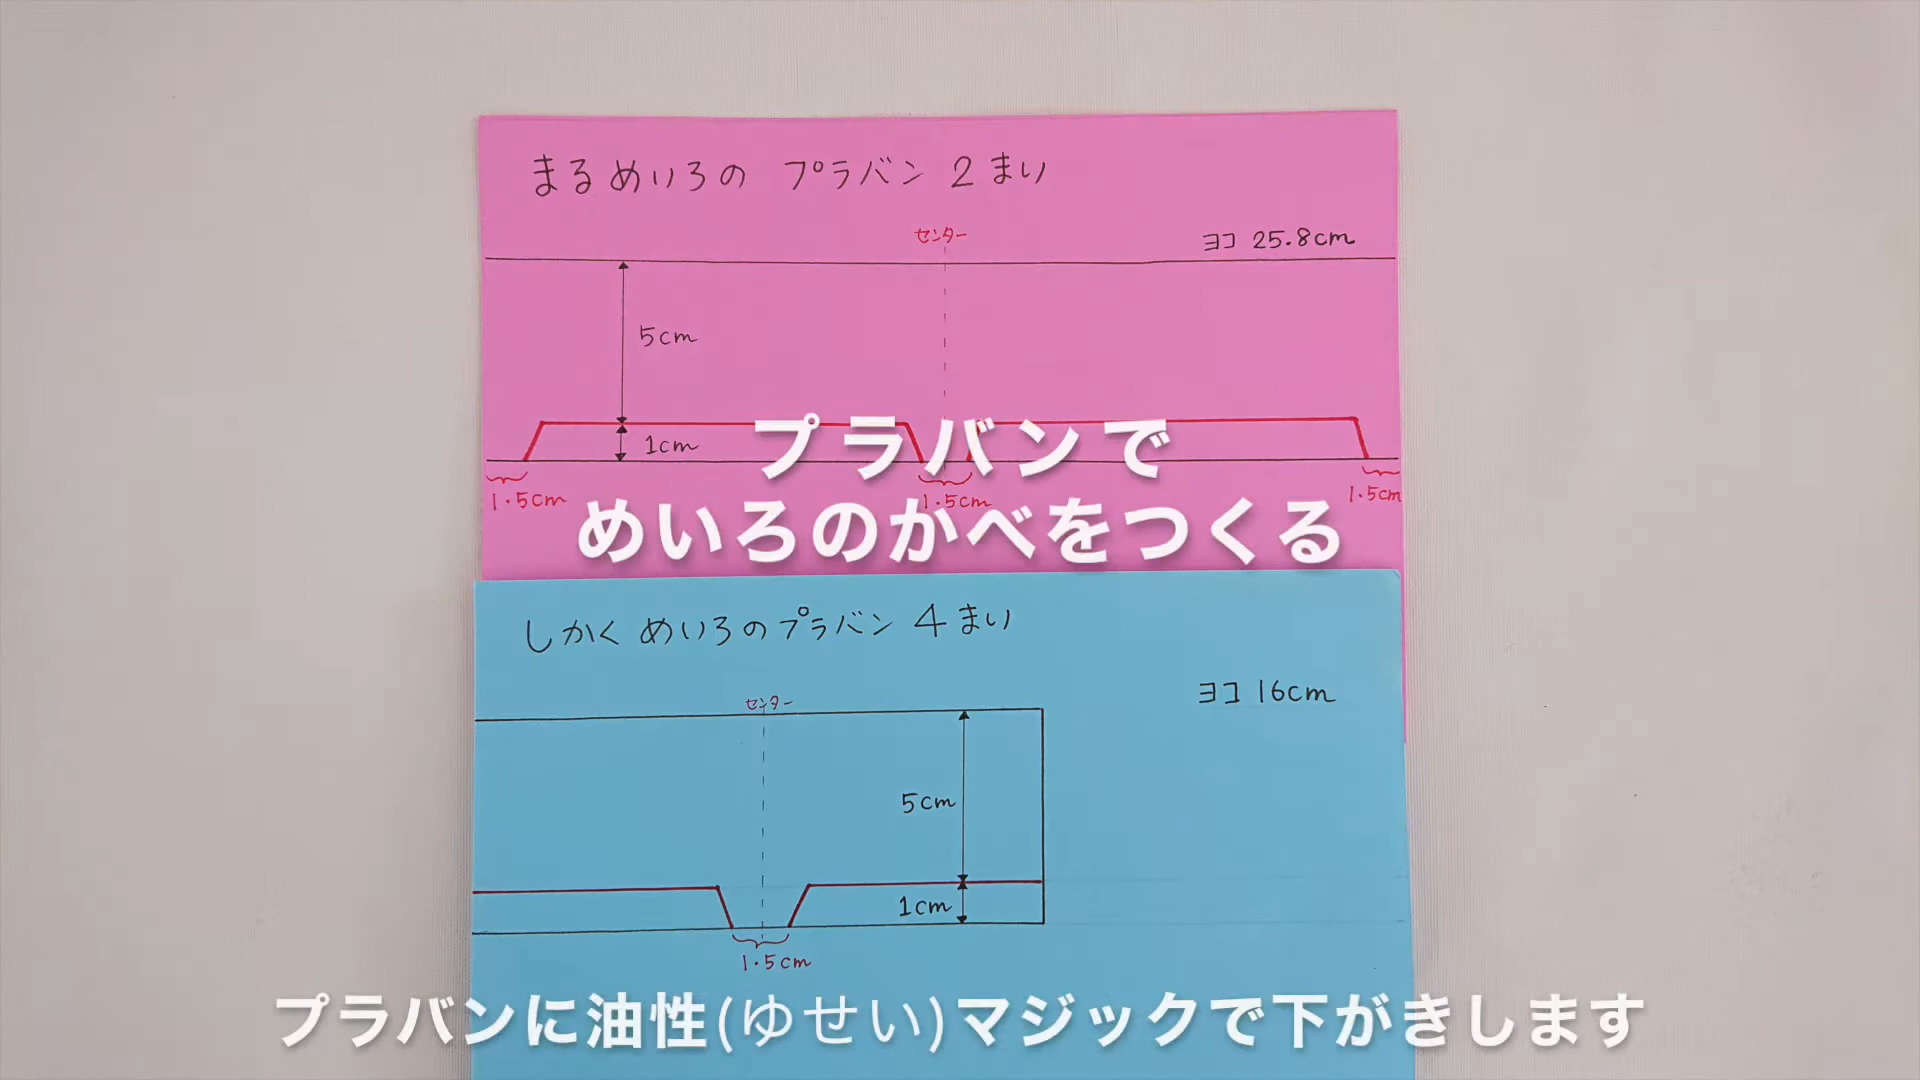 まるめいろの プラバン 2まい
センター
ヨコ 25.8cm
5cm
1cm
1.5cm
1.5cm
1.5cm
プラバンで
めいろのかべをつくる
しかくめいろのプラバン 4まい
センター
ヨコ 16cm
5cm
1cm
1.5cm
プラバンに油性(ゆせい)マジックで下がきします